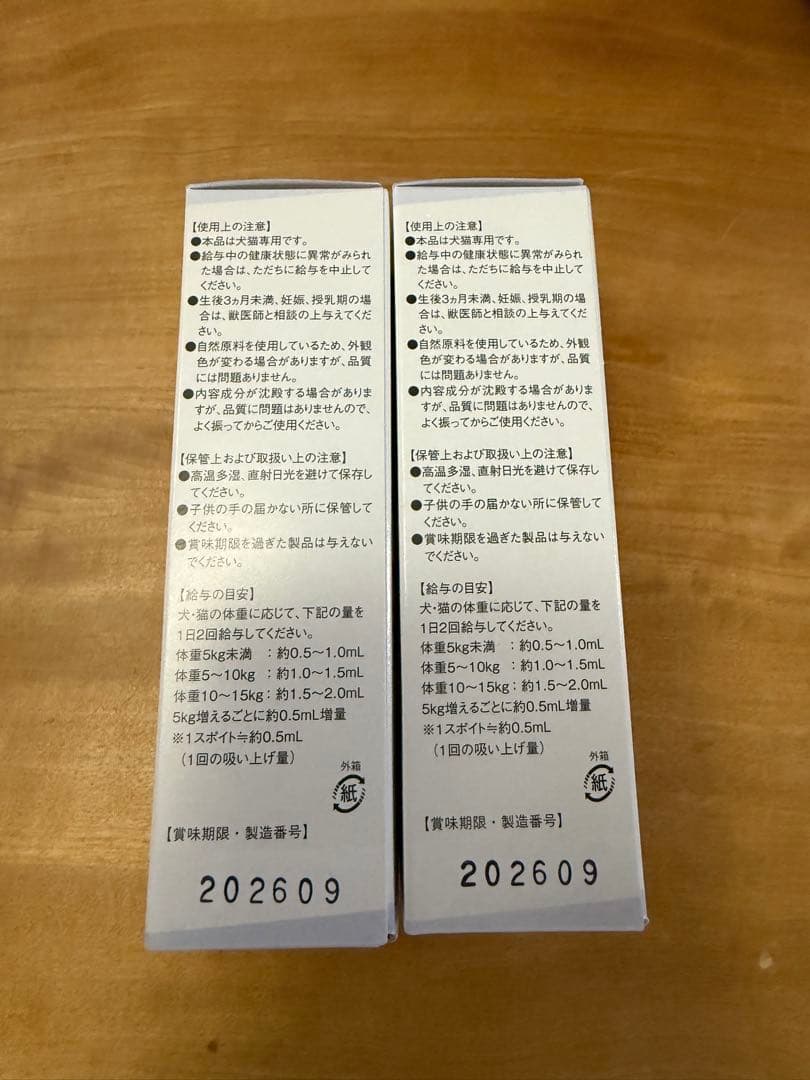 【使用上の注意】
●本品は犬猫専用です。
●給与中の健康状態に異常がみられ
た場合は、ただちに給与を中止して
ください。
●生後3ヵ月未満、妊娠、授乳期の場
合は、獣医師と相談の上与えてくだ
さい。
●自然原料を使用しているため、外観
色が変わる場合がありますが、品質
には問題ありません。
●内容成分が沈殿する場合がありま
すが、品質に問題はありませんので、
よく振ってからご使用ください。
【保管上および取扱い上の注意】
●高温多湿、直射日光を避けて保存し
てください。
●子供の手の届かない所に保管して
ください。
●賞味期限を過ぎた製品は与えない
でください。
【給与の目安】
犬・猫の体重に応じて、下記の量を
1日2回給与してください。
体重5kg未満 ：約0.5〜1.0mL
体重5〜10kg ：約1.0〜1.5mL
体重10〜15kg：約1.5〜2.0mL
5kg増えるごとに約0.5mL増量
※1スポイト≒約0.5mL
（1回の吸い上げ量）
外箱
紙
【賞味期限・製造番号】
202609
【使用上の注意】
●本品は犬猫専用です。
●給与中の健康状態に異常がみられ
た場合は、ただちに給与を中止して
ください。
●生後3ヵ月未満、妊娠、授乳期の場
合は、獣医師と相談の上与えてくだ
さい。
●自然原料を使用しているため、外観
色が変わる場合がありますが、品質
には問題ありません。
●内容成分が沈殿する場合がありま
すが、品質に問題はありませんので、
よく振ってからご使用ください。
【保管上および取扱い上の注意】
●高温多湿、直射日光を避けて保存し
てください。
●子供の手の届かない所に保管して
ください。
●賞味期限を過ぎた製品は与えない
でください。
【給与の目安】
犬・猫の体重に応じて、下記の量を
1日2回給与してください。
体重5kg未満 ：約0.5〜1.0mL
体重5〜10kg ：約1.0〜1.5mL
体重10〜15kg：約1.5〜2.0mL
5kg増えるごとに約0.5mL増量
※1スポイト≒約0.5mL
（1回の吸い上げ量）
外箱
紙
【賞味期限・製造番号】
202609